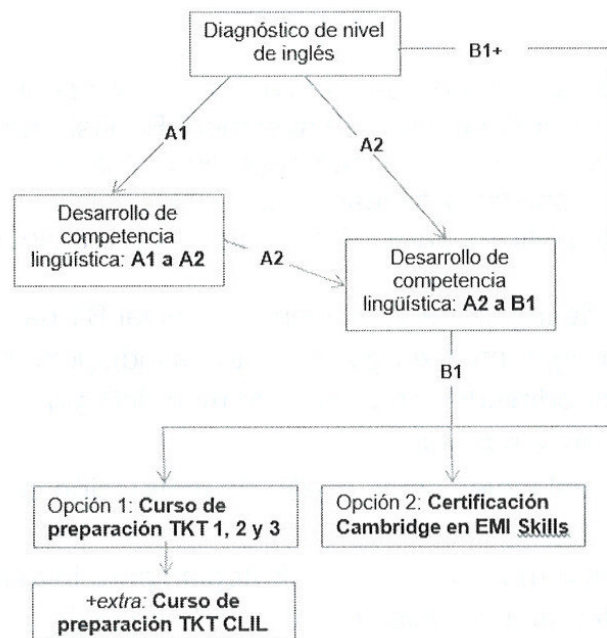 Diagnóstico de nivel
de inglés
B1+
A1
A2
Desarrollo de
competencia
lingüística: A1 a A2
A2
Desarrollo de
competencia
lingüística: A2 a B1
B1
Opción 1: Curso de
preparación TKT 1, 2 y 3
Opción 2: Certificación
Cambridge en EMI Skills
+extra: Curso de
preparación TKT CLIL